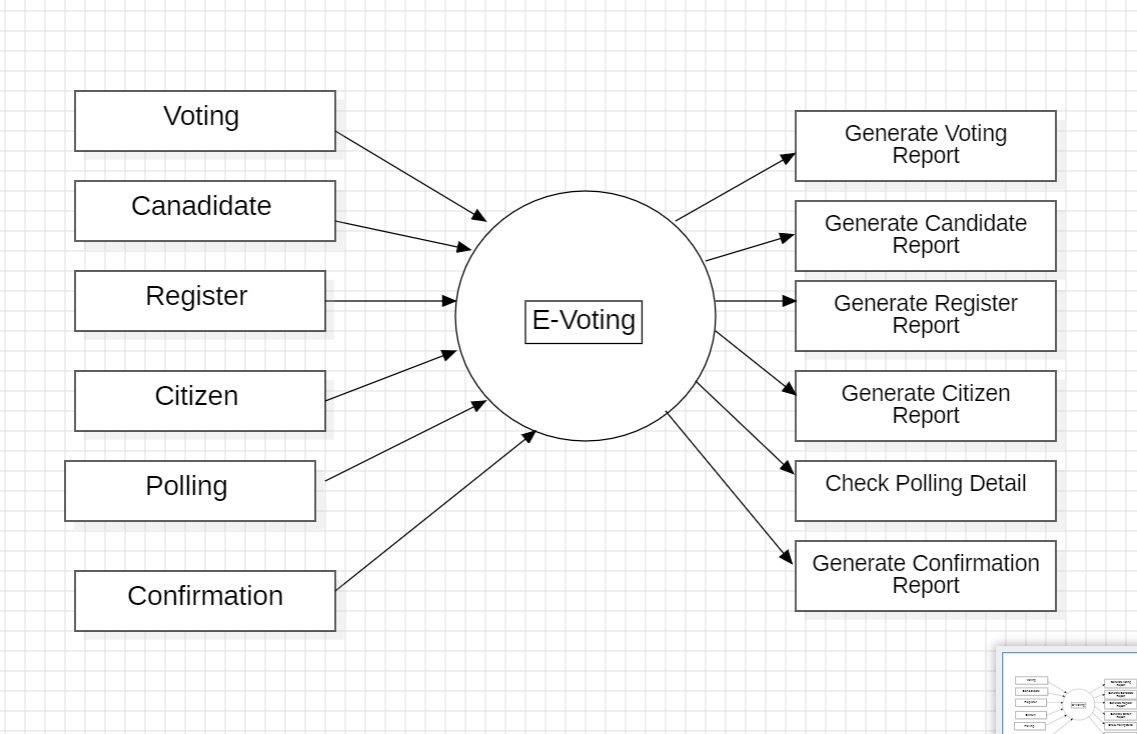 Voting
Canadidate
Register
Citizen
Polling
Confirmation
E-Voting
Generate Voting
Report
Generate Candidate
Report
Generate Register
Report
Generate Citizen
Report
Check Polling Detail
Generate Confirmation
Report